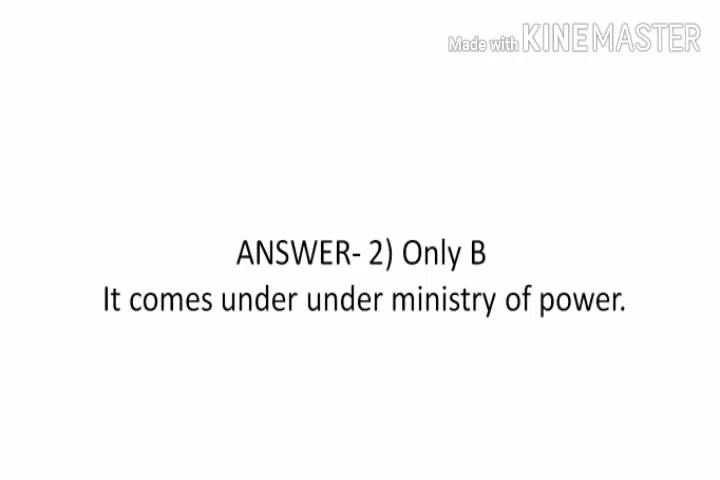 Made with KINEMASTER
ANSWER- 2) Only B
It comes under under ministry of power.